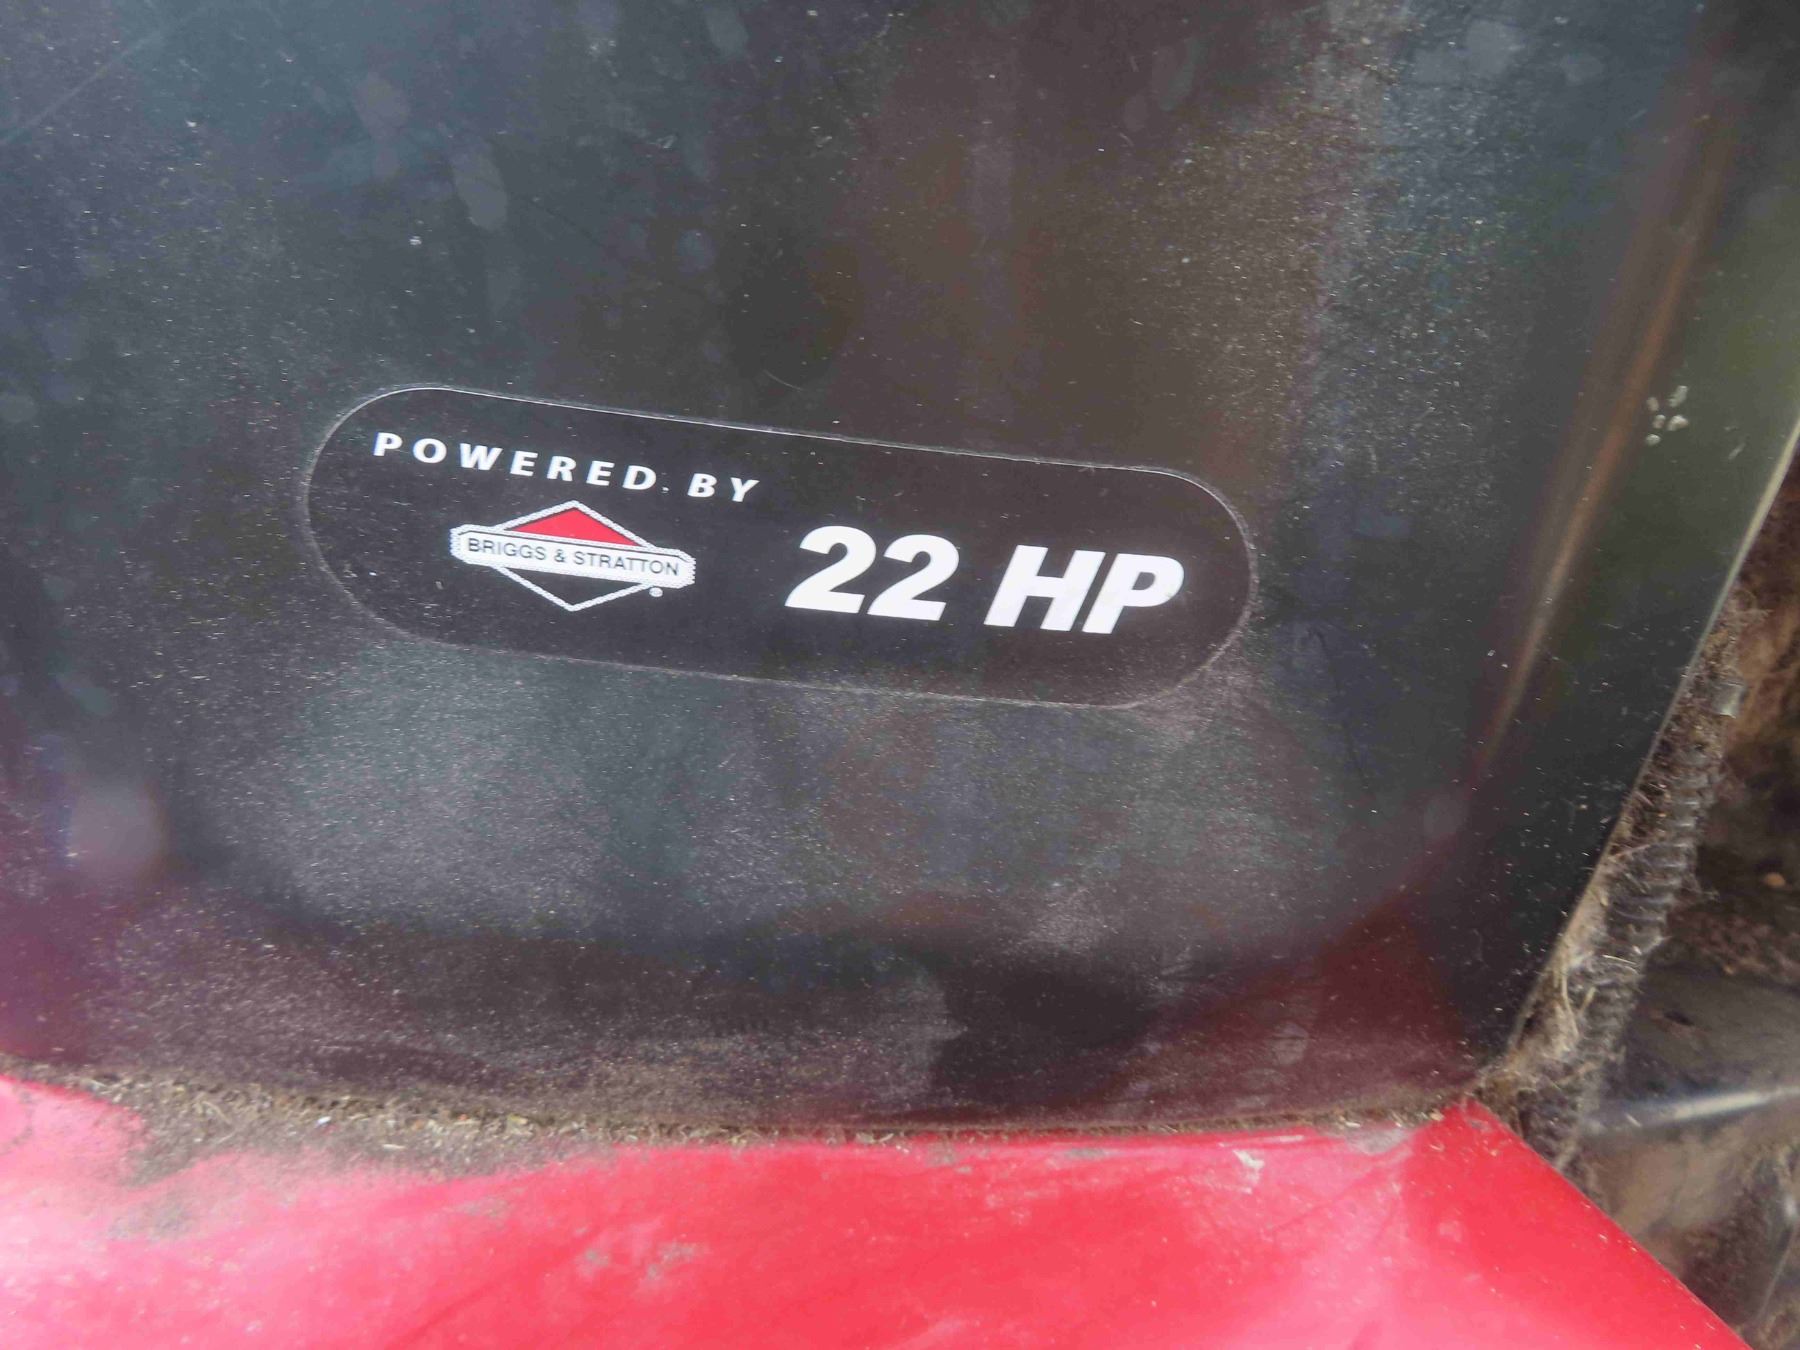 POWERED BY
BRIGGS & STRATTON®
22 HP